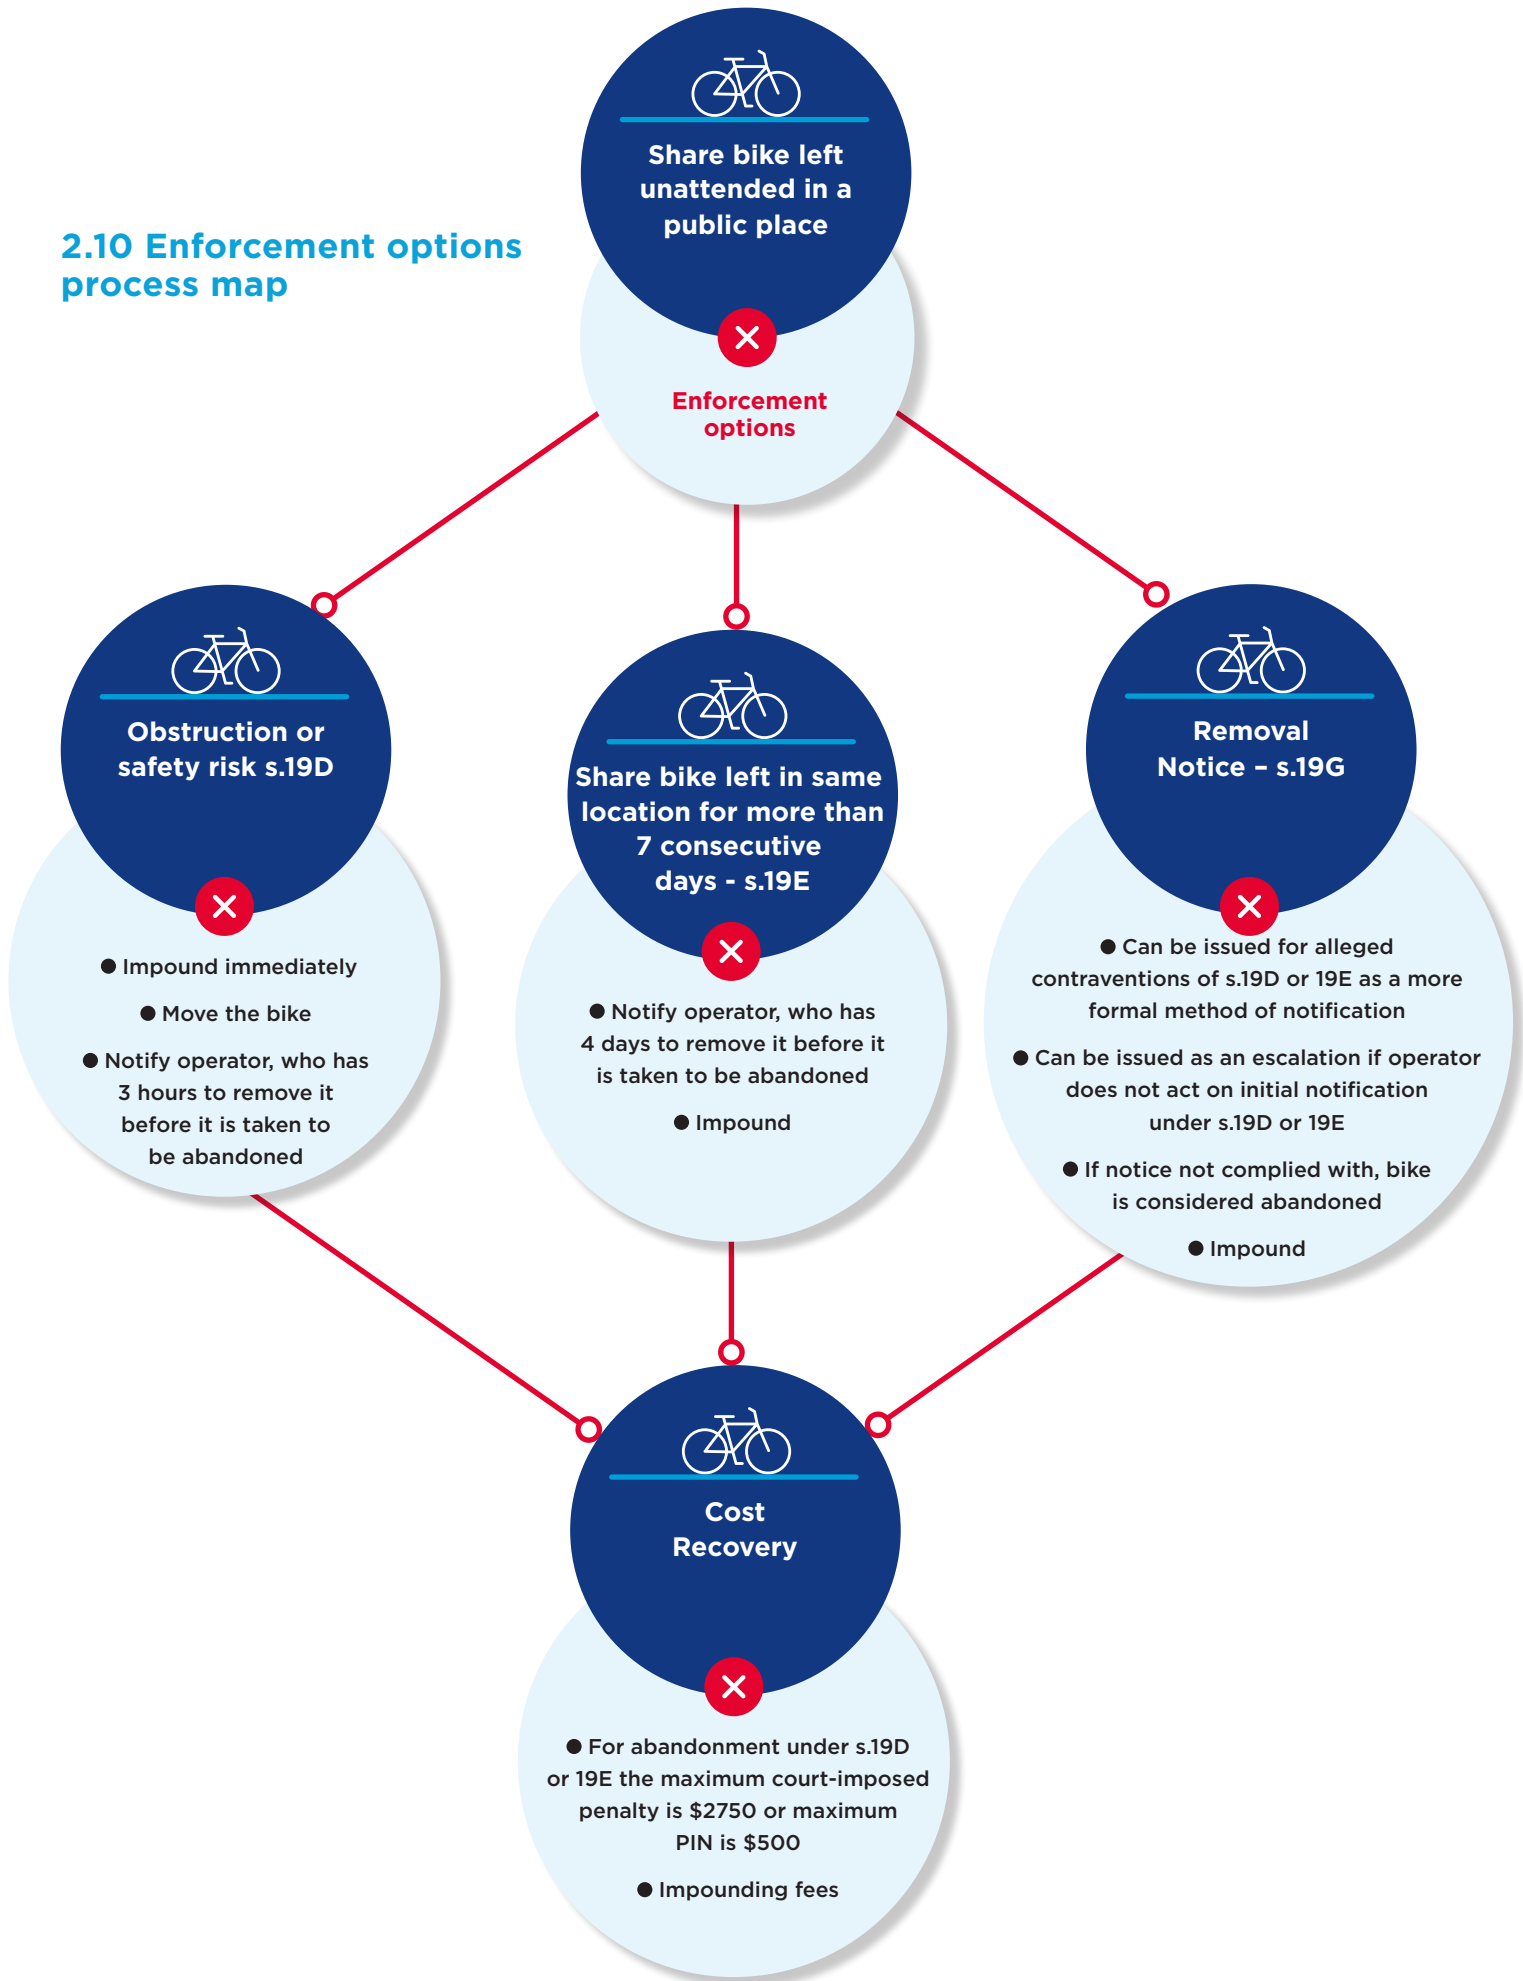 Share bike left
unattended in a
public place
2.10 Enforcement options
process map
Enforcement
options
Obstruction or
safety risk s.19D
● Impound immediately
● Move the bike
● Notify operator, who has
3 hours to remove it
before it is taken to
be abandoned
Share bike left in same
location for more than
7 consecutive
days - s.19E
● Notify operator, who has
4 days to remove it before it
is taken to be abandoned
● Impound
Removal
Notice – s.19G
● Can be issued for alleged
contraventions of s.19D or 19E as a more
formal method of notification
● Can be issued as an escalation if operator
does not act on initial notification
under s.19D or 19E
● If notice not complied with, bike
is considered abandoned
● Impound
Cost
Recovery
● For abandonment under s.19D
or 19E the maximum court-imposed
penalty is $2750 or maximum
PIN is $500
● Impounding fees